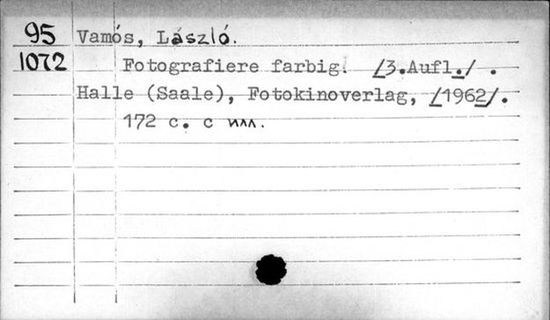 95 Vamós, László.
1072 Fotografiere farbig. /3.Aufl./ .
Halle (Saale), Fotokinoverlag, /1962/.
172 с. с илл.